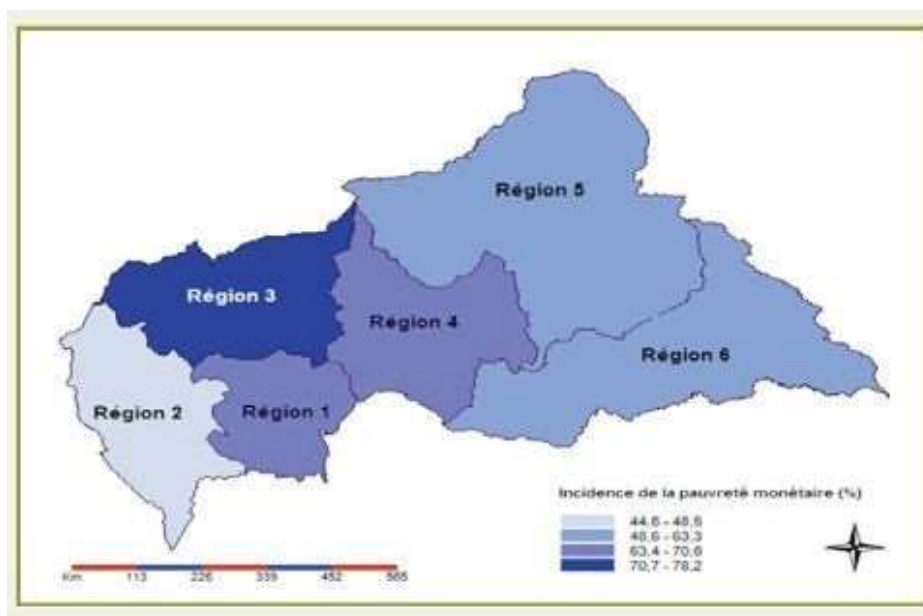 Région 5
Région 3
Région 4
Région 6
Région 2
Région 1
Incidence de la pauvreté monétaire (%)
44,6 - 48,5
48,6 - 63,3
63,4 - 70,6
70,7 - 78,2
Km. 113 226 339 452 565